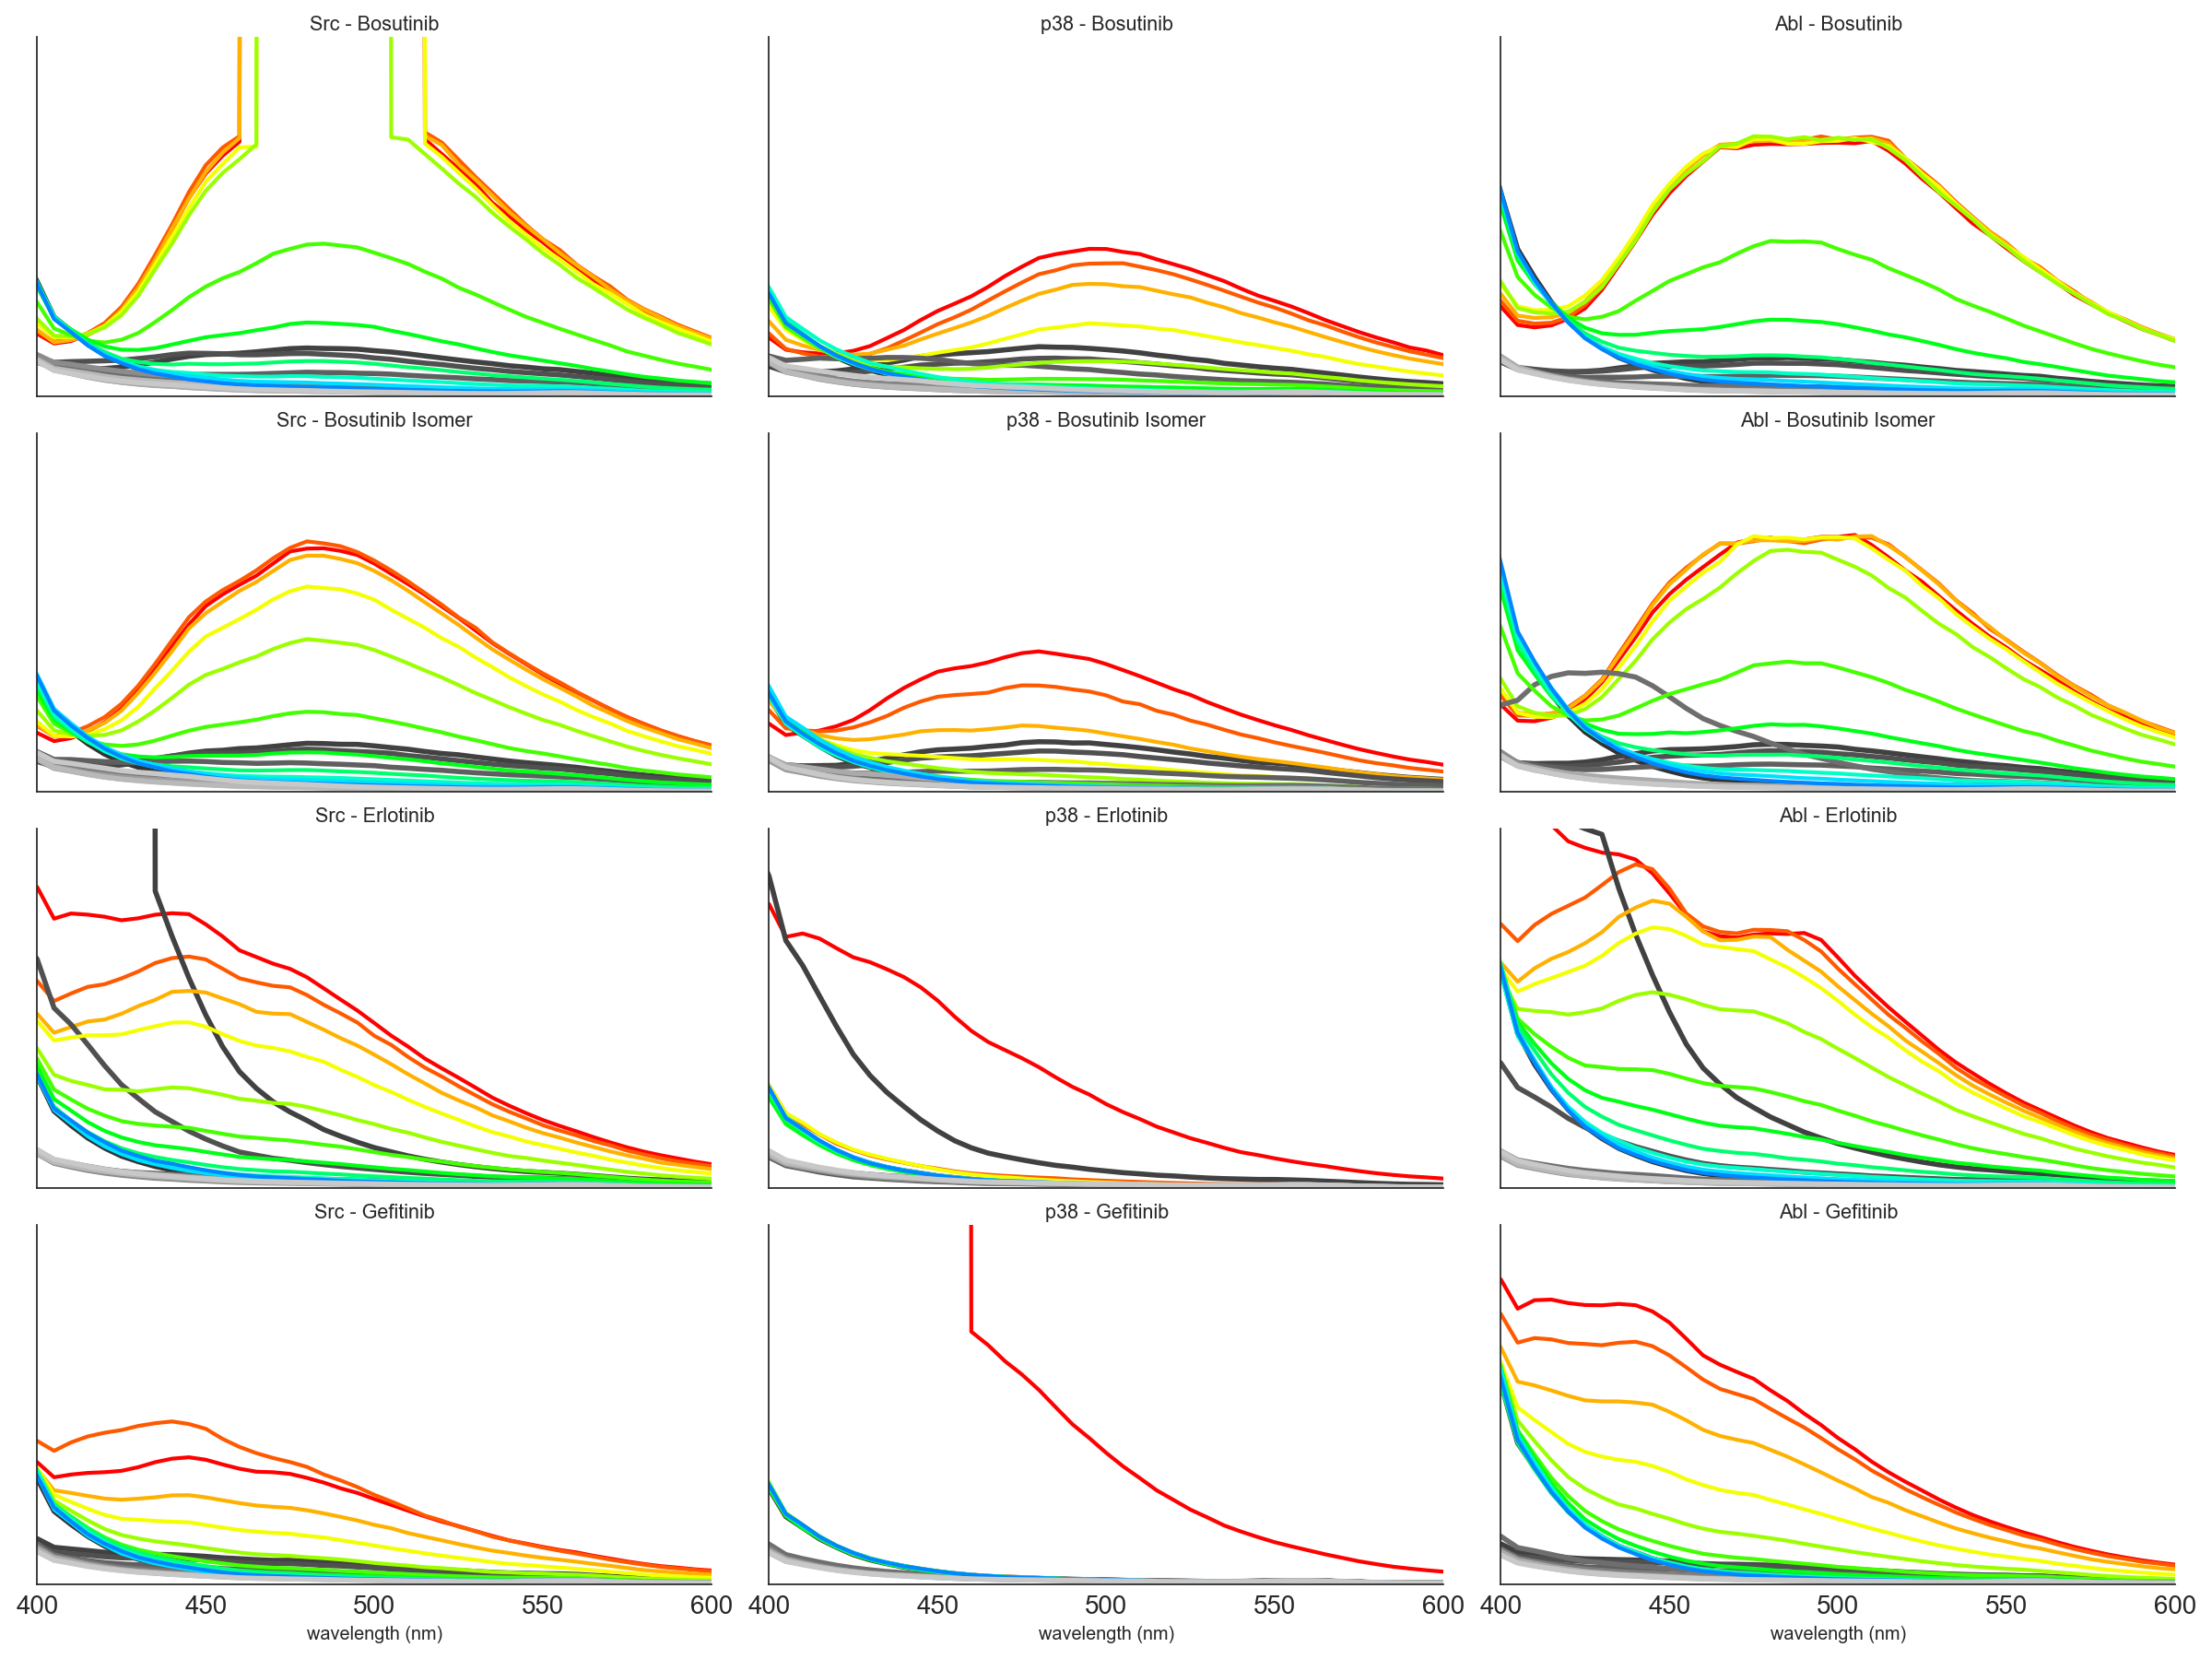 Src - Bosutinib
p38 - Bosutinib
Abl - Bosutinib
Src - Bosutinib Isomer
p38 - Bosutinib Isomer
Abl - Bosutinib Isomer
Src - Erlotinib
p38 - Erlotinib
Abl - Erlotinib
Src - Gefitinib
p38 - Gefitinib
Abl - Gefitinib
400 450 500 550 600
400 450 500 550 600
400 450 500 550 600
wavelength (nm)
wavelength (nm)
wavelength (nm)